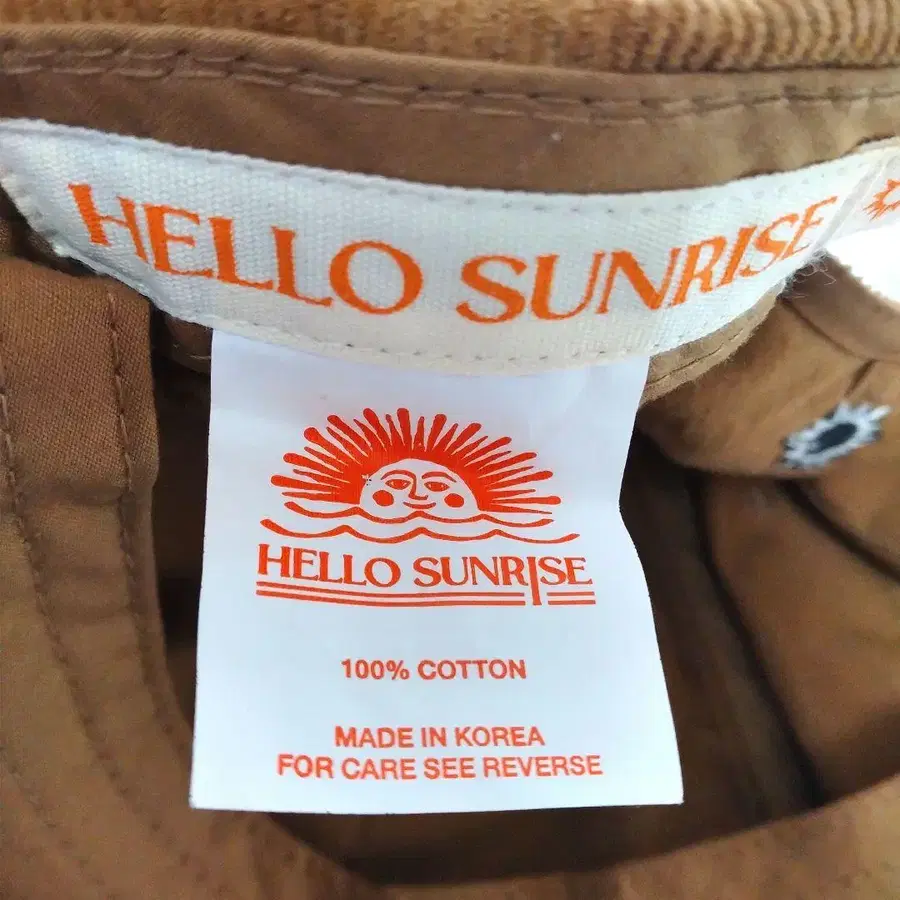 HELLO SUNRISE
HELLO SUNRISE
100% COTTON
MADE IN KOREA
FOR CARE SEE REVERSE